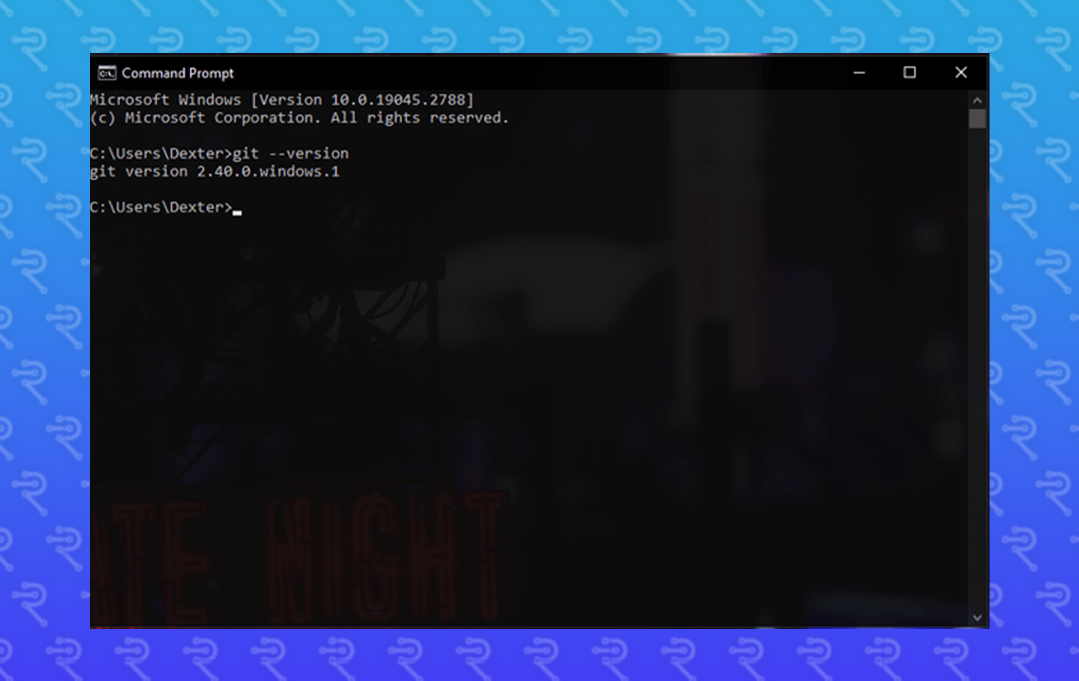 Command Prompt
Microsoft Windows [Version 10.0.19045.2788]
(c) Microsoft Corporation. All rights reserved.
C:\Users\Dexter>git --version
git version 2.40.0.windows.1
C:\Users\Dexter>
ATE NIGHT